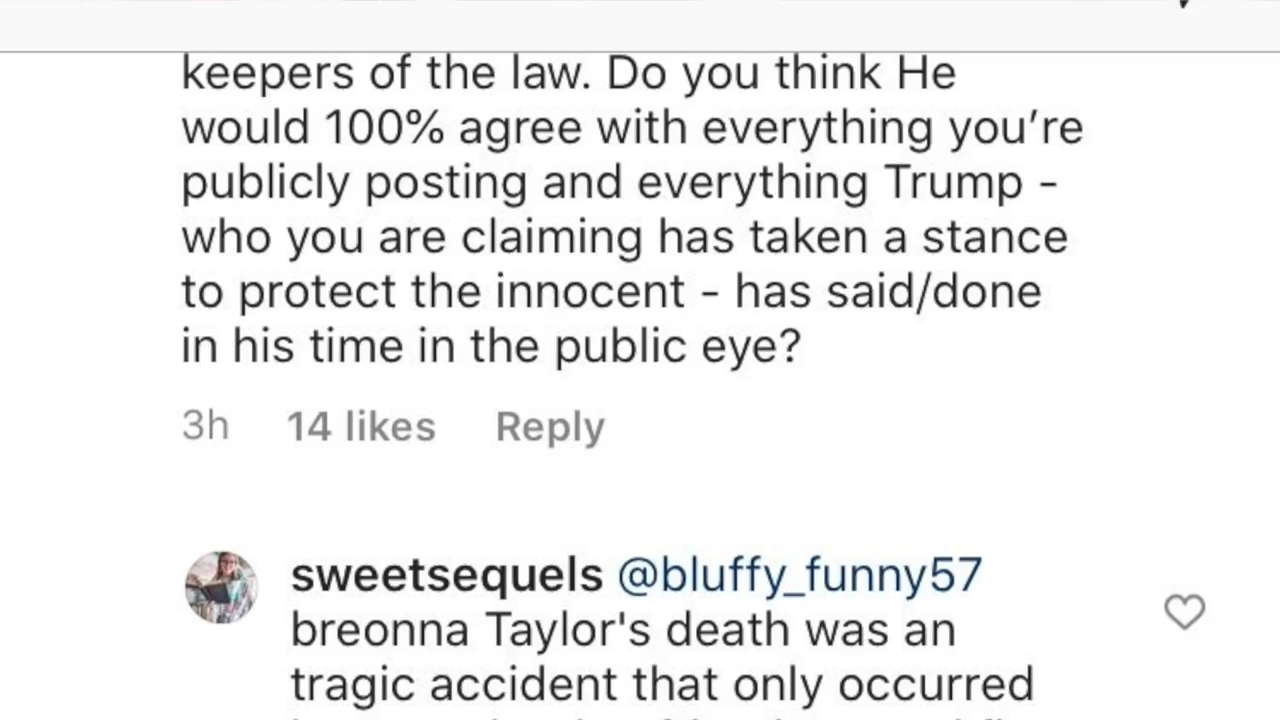 keepers of the law. Do you think He
would 100% agree with everything you’re
publicly posting and everything Trump -
who you are claiming has taken a stance
to protect the innocent - has said/done
in his time in the public eye?
3h 14 likes Reply
sweetsequels @bluffy_funny57
breonna Taylor's death was an
tragic accident that only occurred